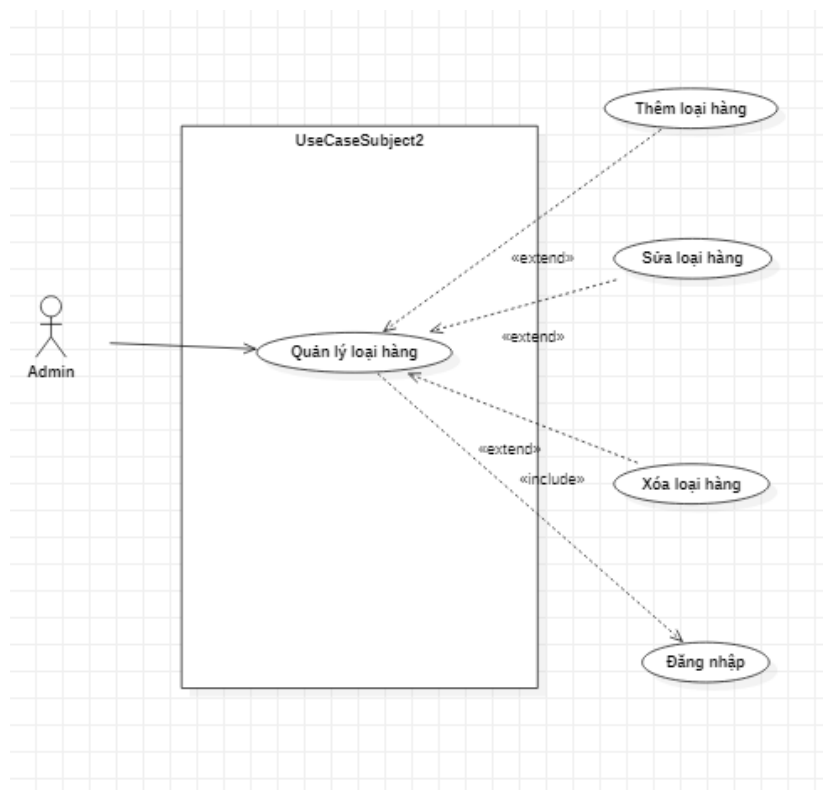 Thêm loại hàng
UseCaseSubject2
«extend»
Sửa loại hàng
«extend»
Quản lý loại hàng
Admin
«extend»
«include»
Xóa loại hàng
Đăng nhập